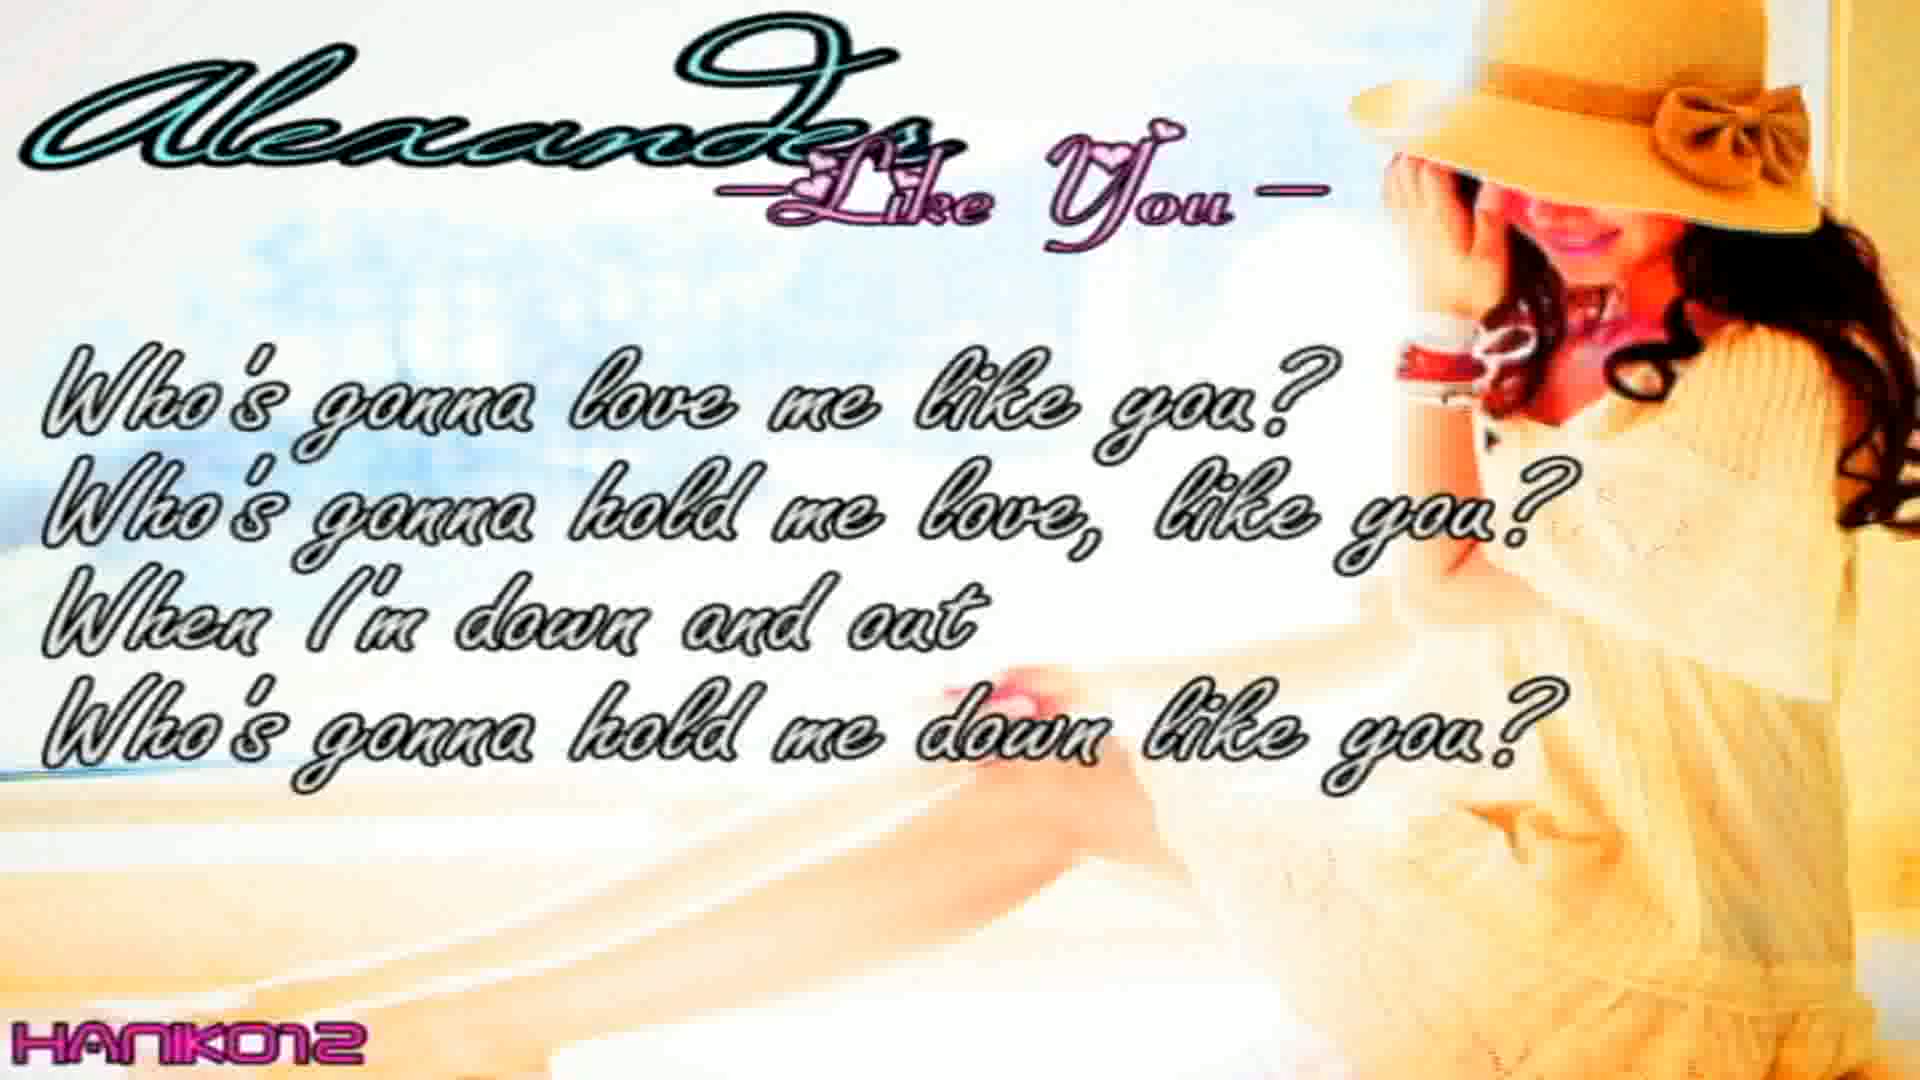 Alexander
-Like You-
Who's gonna love me like you?
Who's gonna hold me love, like you?
When I'm down and out
Who's gonna hold me down like you?
HANIKO12